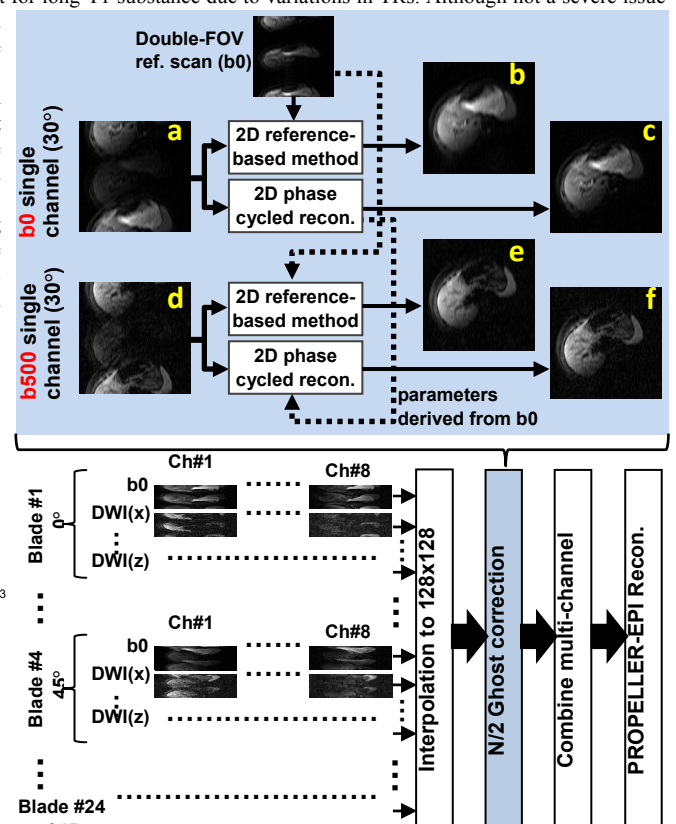 t for long T1 substance due to variations in TRs. Although not a severe issue
Double-FOV
ref. scan (b0)
b0 single
channel (30°)
a
2D reference-
based method
2D phase
cycled recon.
b
c
b500 single
channel (30°)
d
2D reference-
based method
2D phase
cycled recon.
e
f
parameters
derived from b0
Ch#1
Ch#8
Blade #1
0°
b0
DWI(x)
DWI(z)
3
Ch#1
Ch#8
Blade #4
45°
b0
DWI(x)
DWI(z)
Blade #24
Interpolation to 128x128
N/2 Ghost correction
Combine multi-channel
PROPELLER-EPI Recon.